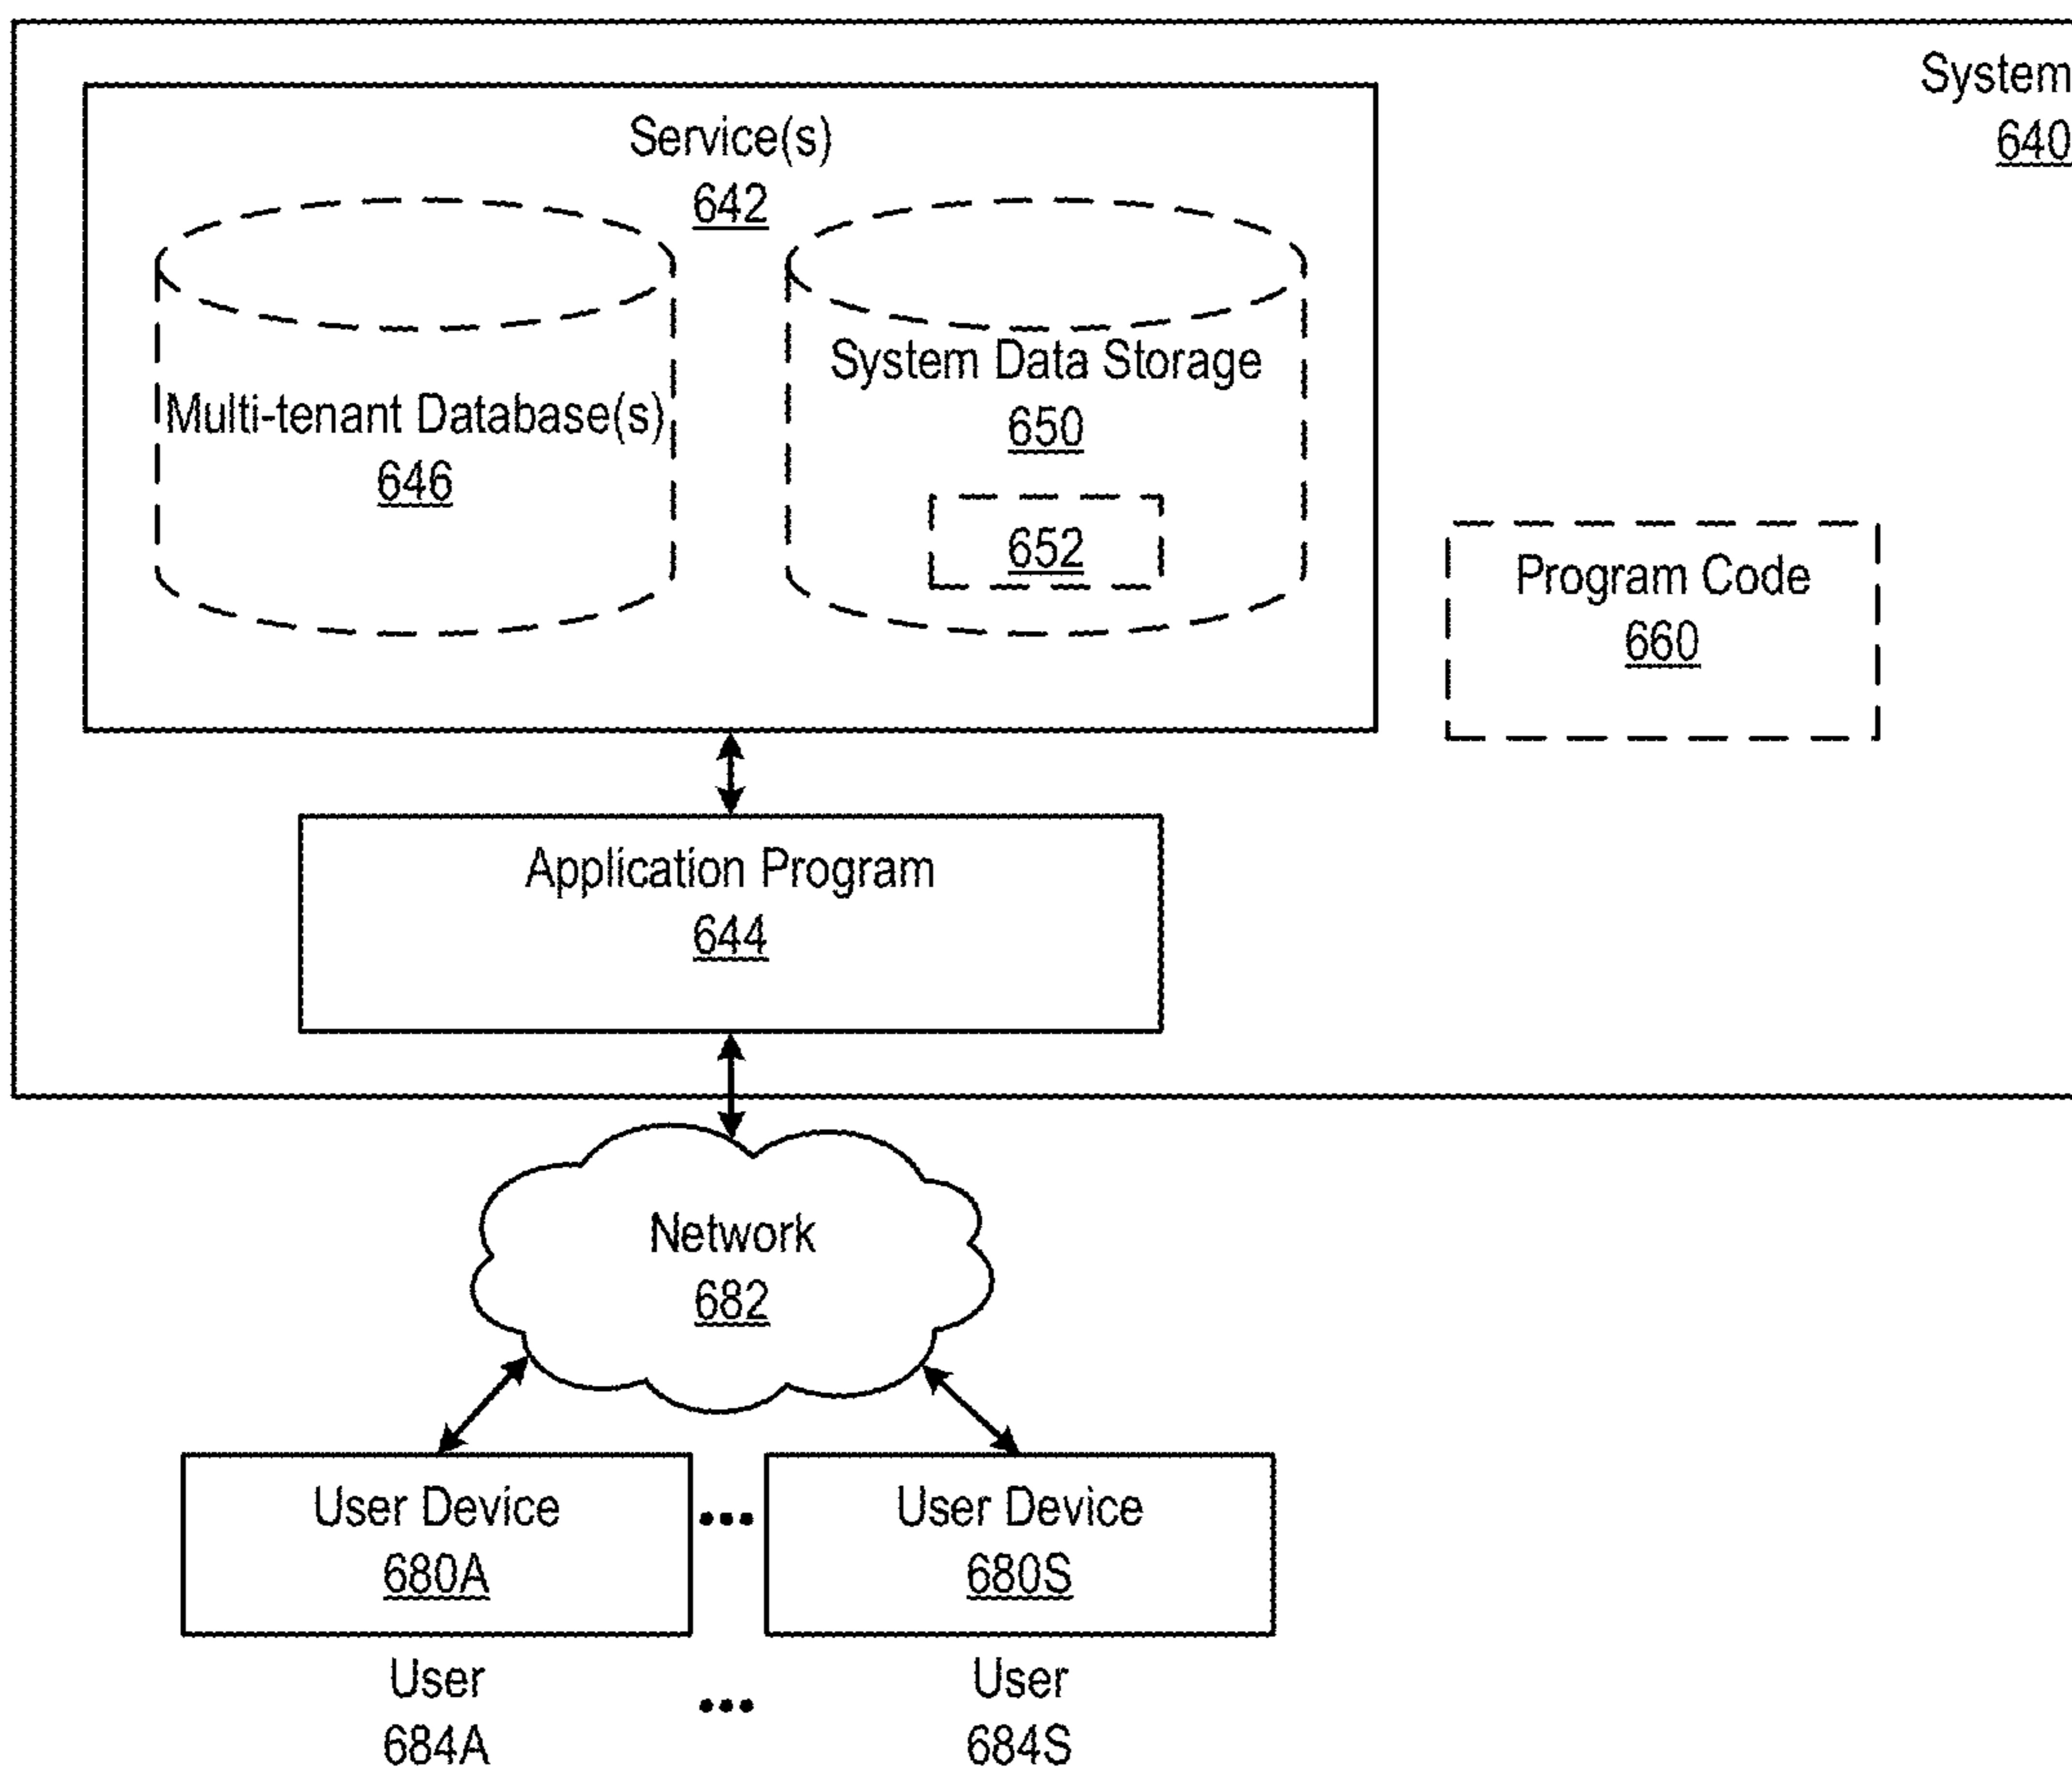 System
640
Service(s)
642
Multi-tenant Database(s)
646
System Data Storage
650
652
Program Code
660
Application Program
644
Network
682
User Device
680A
•••
User Device
680S
User
684A
•••
User
684S